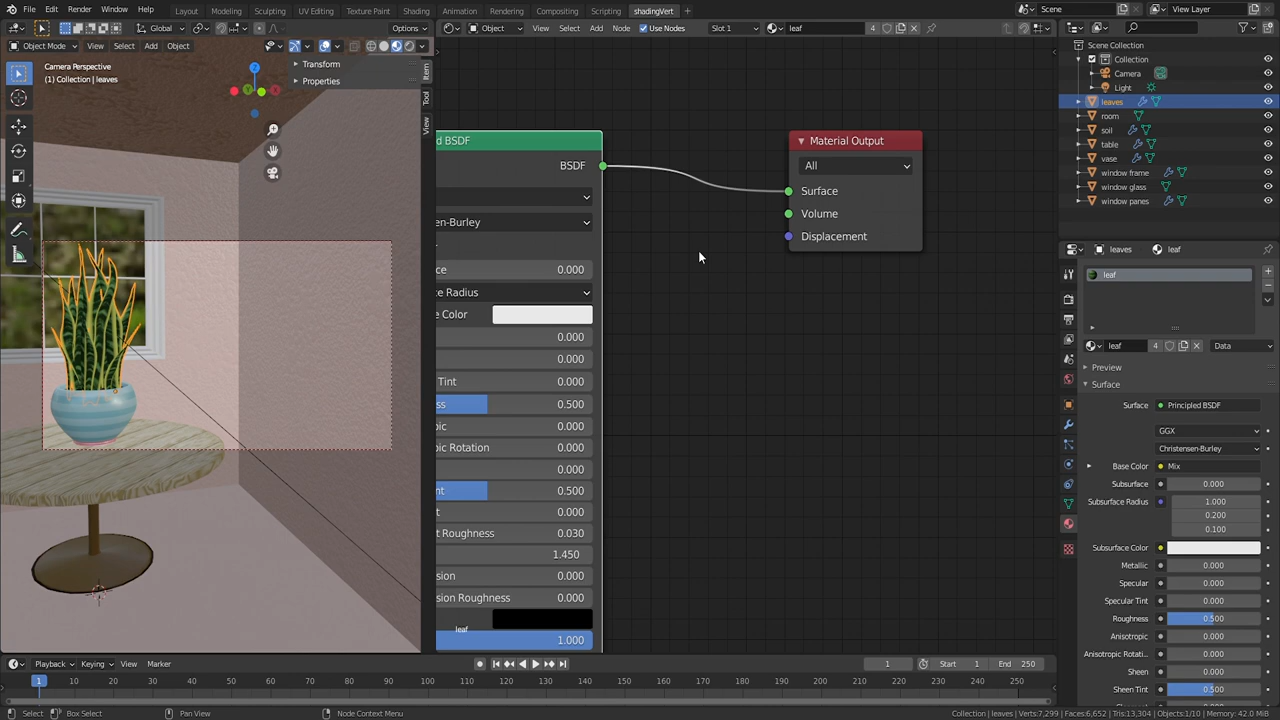 File Edit Render Window Help Layout Modeling Sculpting UV Editing Texture Paint Shading Animation Rendering Compositing Scripting shadingVert + Scene View Layer
Object Mode View Select Add Object Global Options
Object View Select Add Node Use Nodes Slot 1 leaf 4
Camera Perspective
(1) Collection | leaves
Z
Y
Transform
Properties
Item
Tool
View
d BSDF
BSDF
en-Burley
ce 0.000
e Radius
e Color
0.000
0.000
Tint 0.000
ss 0.500
pic 0.000
pic Rotation 0.000
0.000
nt 0.500
t 0.000
t Roughness 0.030
1.450
sion 0.000
sion Roughness 0.000
1.000
leaf
Material Output
All
Surface
Volume
Displacement
Scene Collection
Collection
Camera
Light
leaves
room
soil
table
vase
window frame
window glass
window panes
leaves leaf
leaf
leaf 4 Data
Preview
Surface
Surface Principled BSDF
GGX
Christensen-Burley
Base Color Mix
Subsurface 0.000
Subsurface Radius 1.000
0.200
0.100
Subsurface Color
Metallic 0.000
Specular 0.000
Specular Tint 0.000
Roughness 0.500
Anisotropic 0.000
Anisotropic Rotati... 0.000
Sheen 0.000
Sheen Tint 0.500
Playback Keying View Marker 1 Start 1 End 250
1 10 20 30 40 50 60 70 80 90 100 110 120 130 140 150 160 170 180 190 200 210 220 230 240 250
Select Box Select Pan View Node Context Menu Collection | leaves | Verts:7,299 | Faces:6,652 | Tris:13,304 | Objects:1/10 | Memory: 42.0 MiB